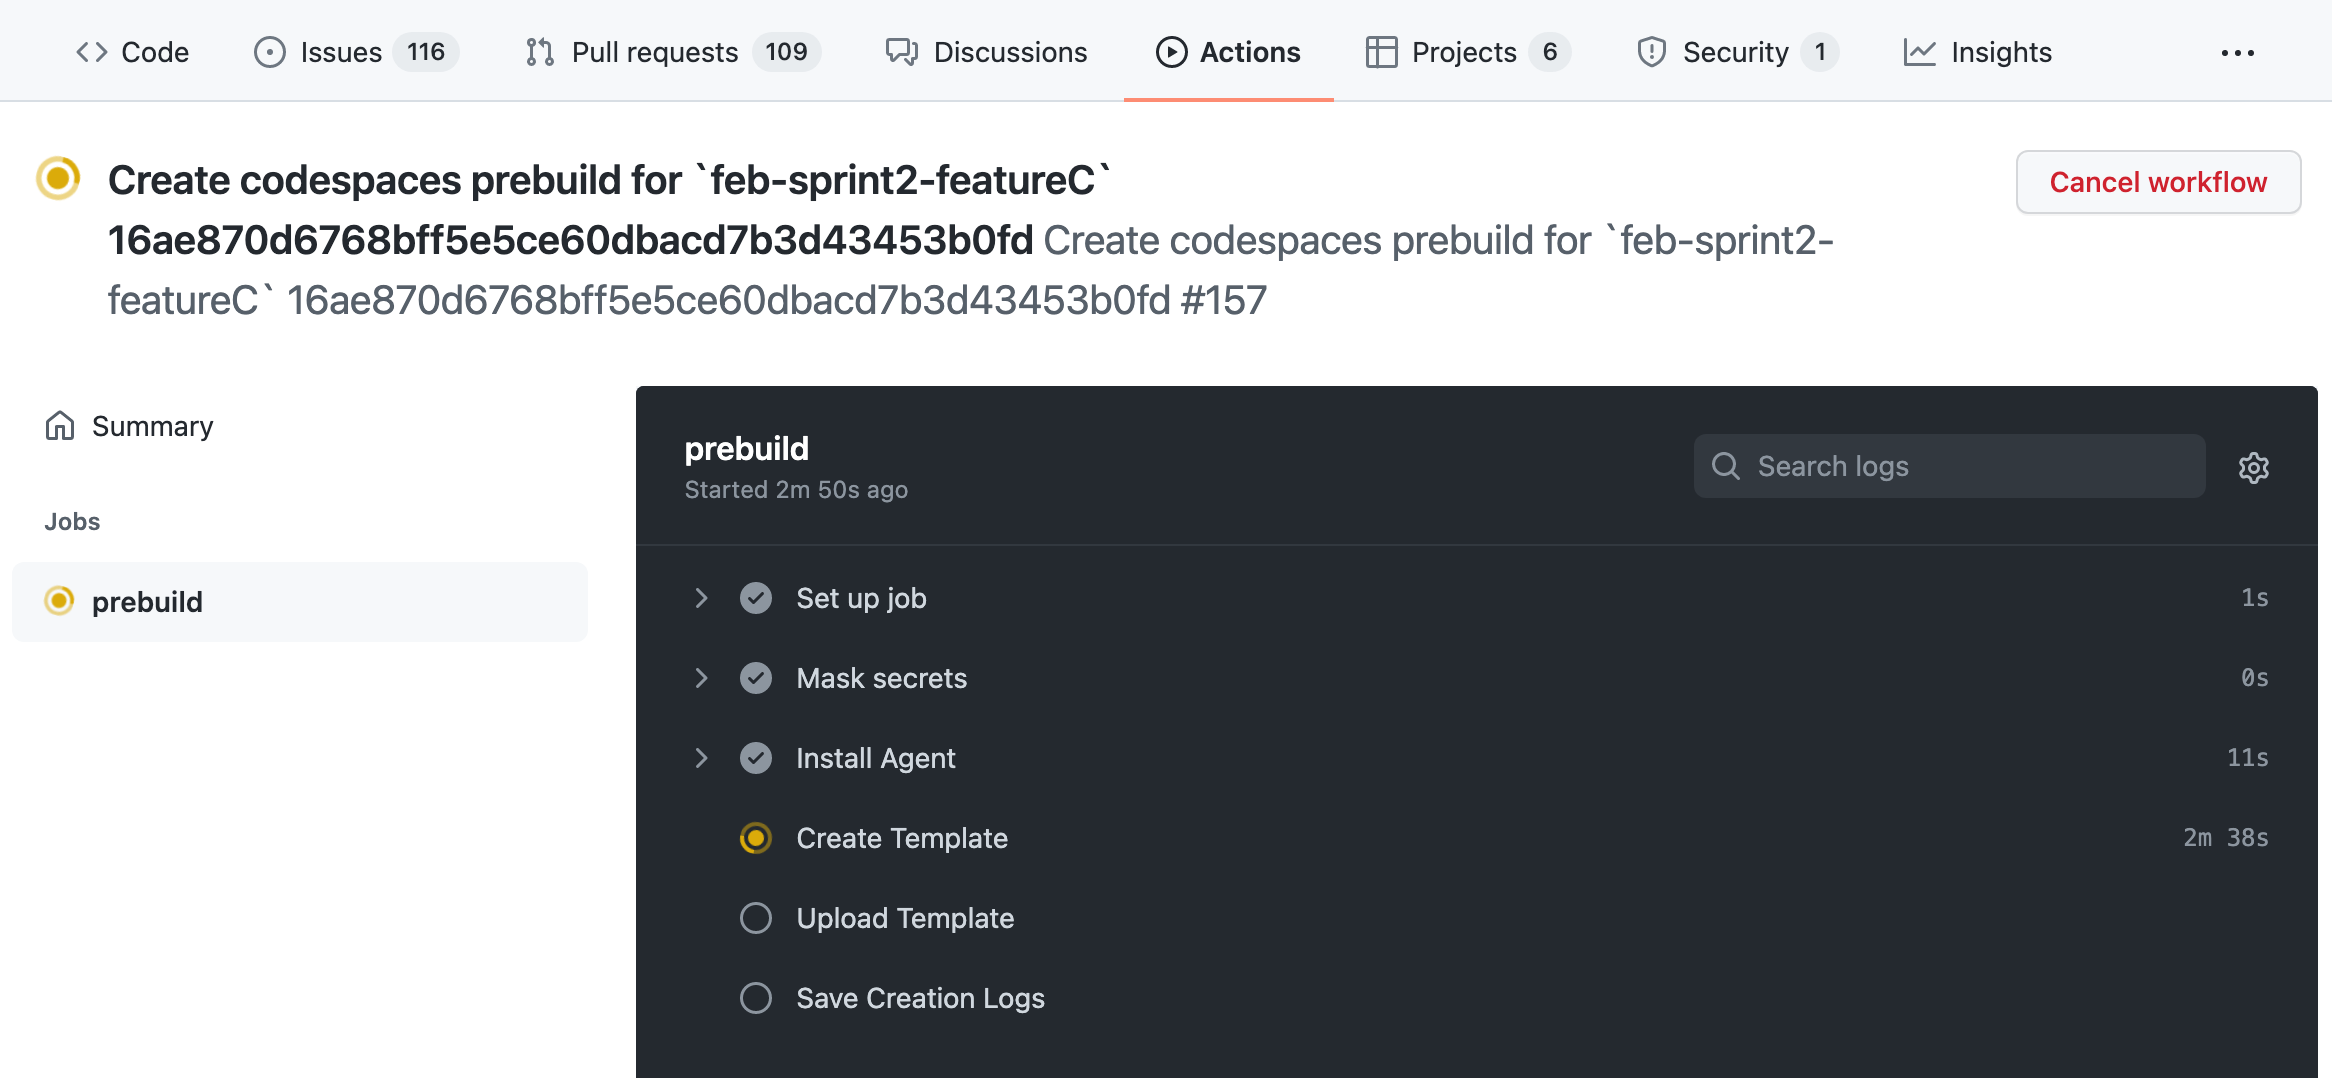 Code Issues 116 Pull requests 109 Discussions Actions Projects 6 Security 1 Insights ...
Create codespaces prebuild for `feb-sprint2-featureC`
16ae870d6768bff5e5ce60dbacd7b3d43453b0fd Create codespaces prebuild for `feb-sprint2-
featureC` 16ae870d6768bff5e5ce60dbacd7b3d43453b0fd #157
Cancel workflow
Summary
Jobs
prebuild
prebuild
Started 2m 50s ago
Search logs
Set up job 1s
Mask secrets 0s
Install Agent 11s
Create Template 2m 38s
Upload Template
Save Creation Logs